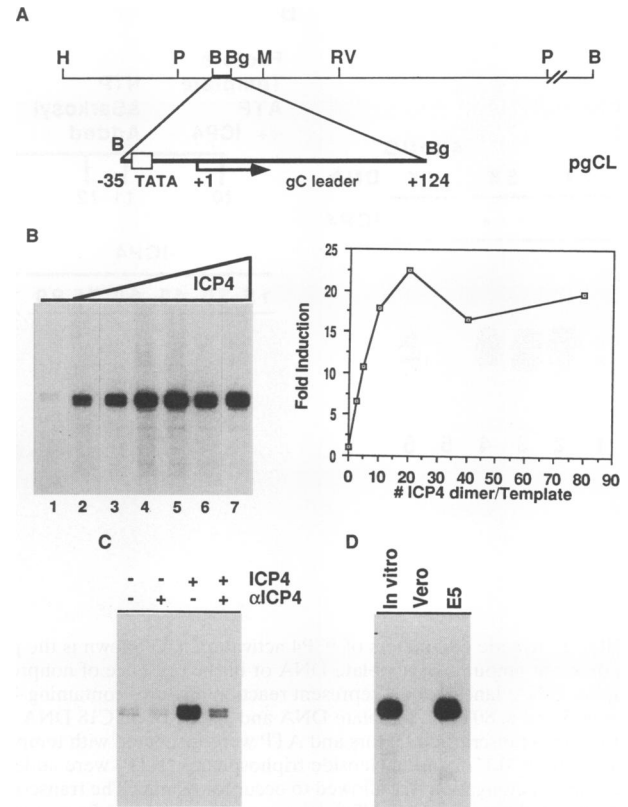 A
H P B Bg M RV P B
B Bg
-35 TATA +1 gC leader +124 pgCL
B
ICP4
1 2 3 4 5 6 7
Fold Induction
25
20
15
10
5
0
0 10 20 30 40 50 60 70 80 90
# ICP4 dimer/Template
C
- - + + ICP4
- + - + αICP4
D
In vitro
Vero
E5